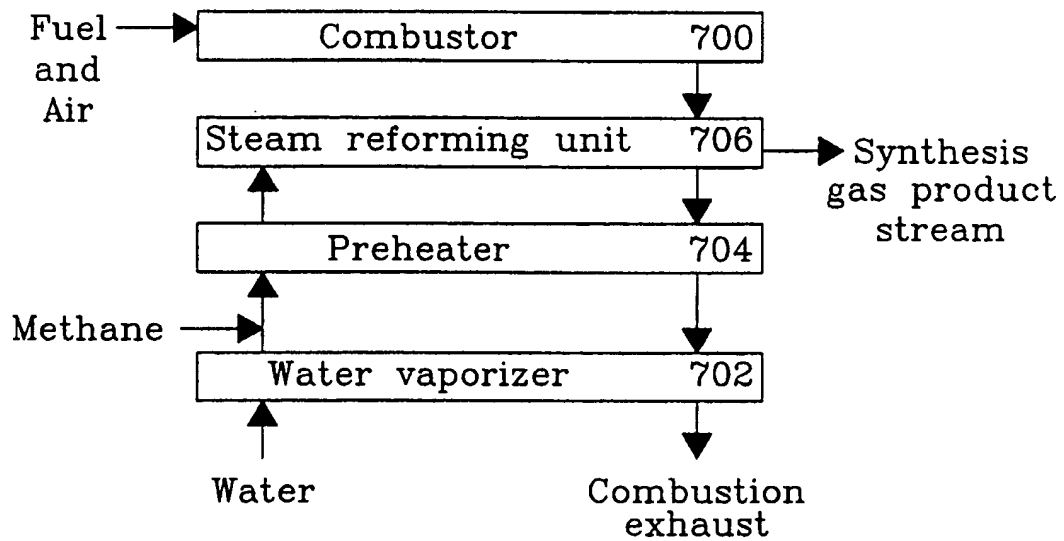 Fuel
and
Air
Combustor 700
Steam reforming unit 706
Synthesis
gas product
stream
Preheater 704
Methane
Water vaporizer 702
Water
Combustion
exhaust